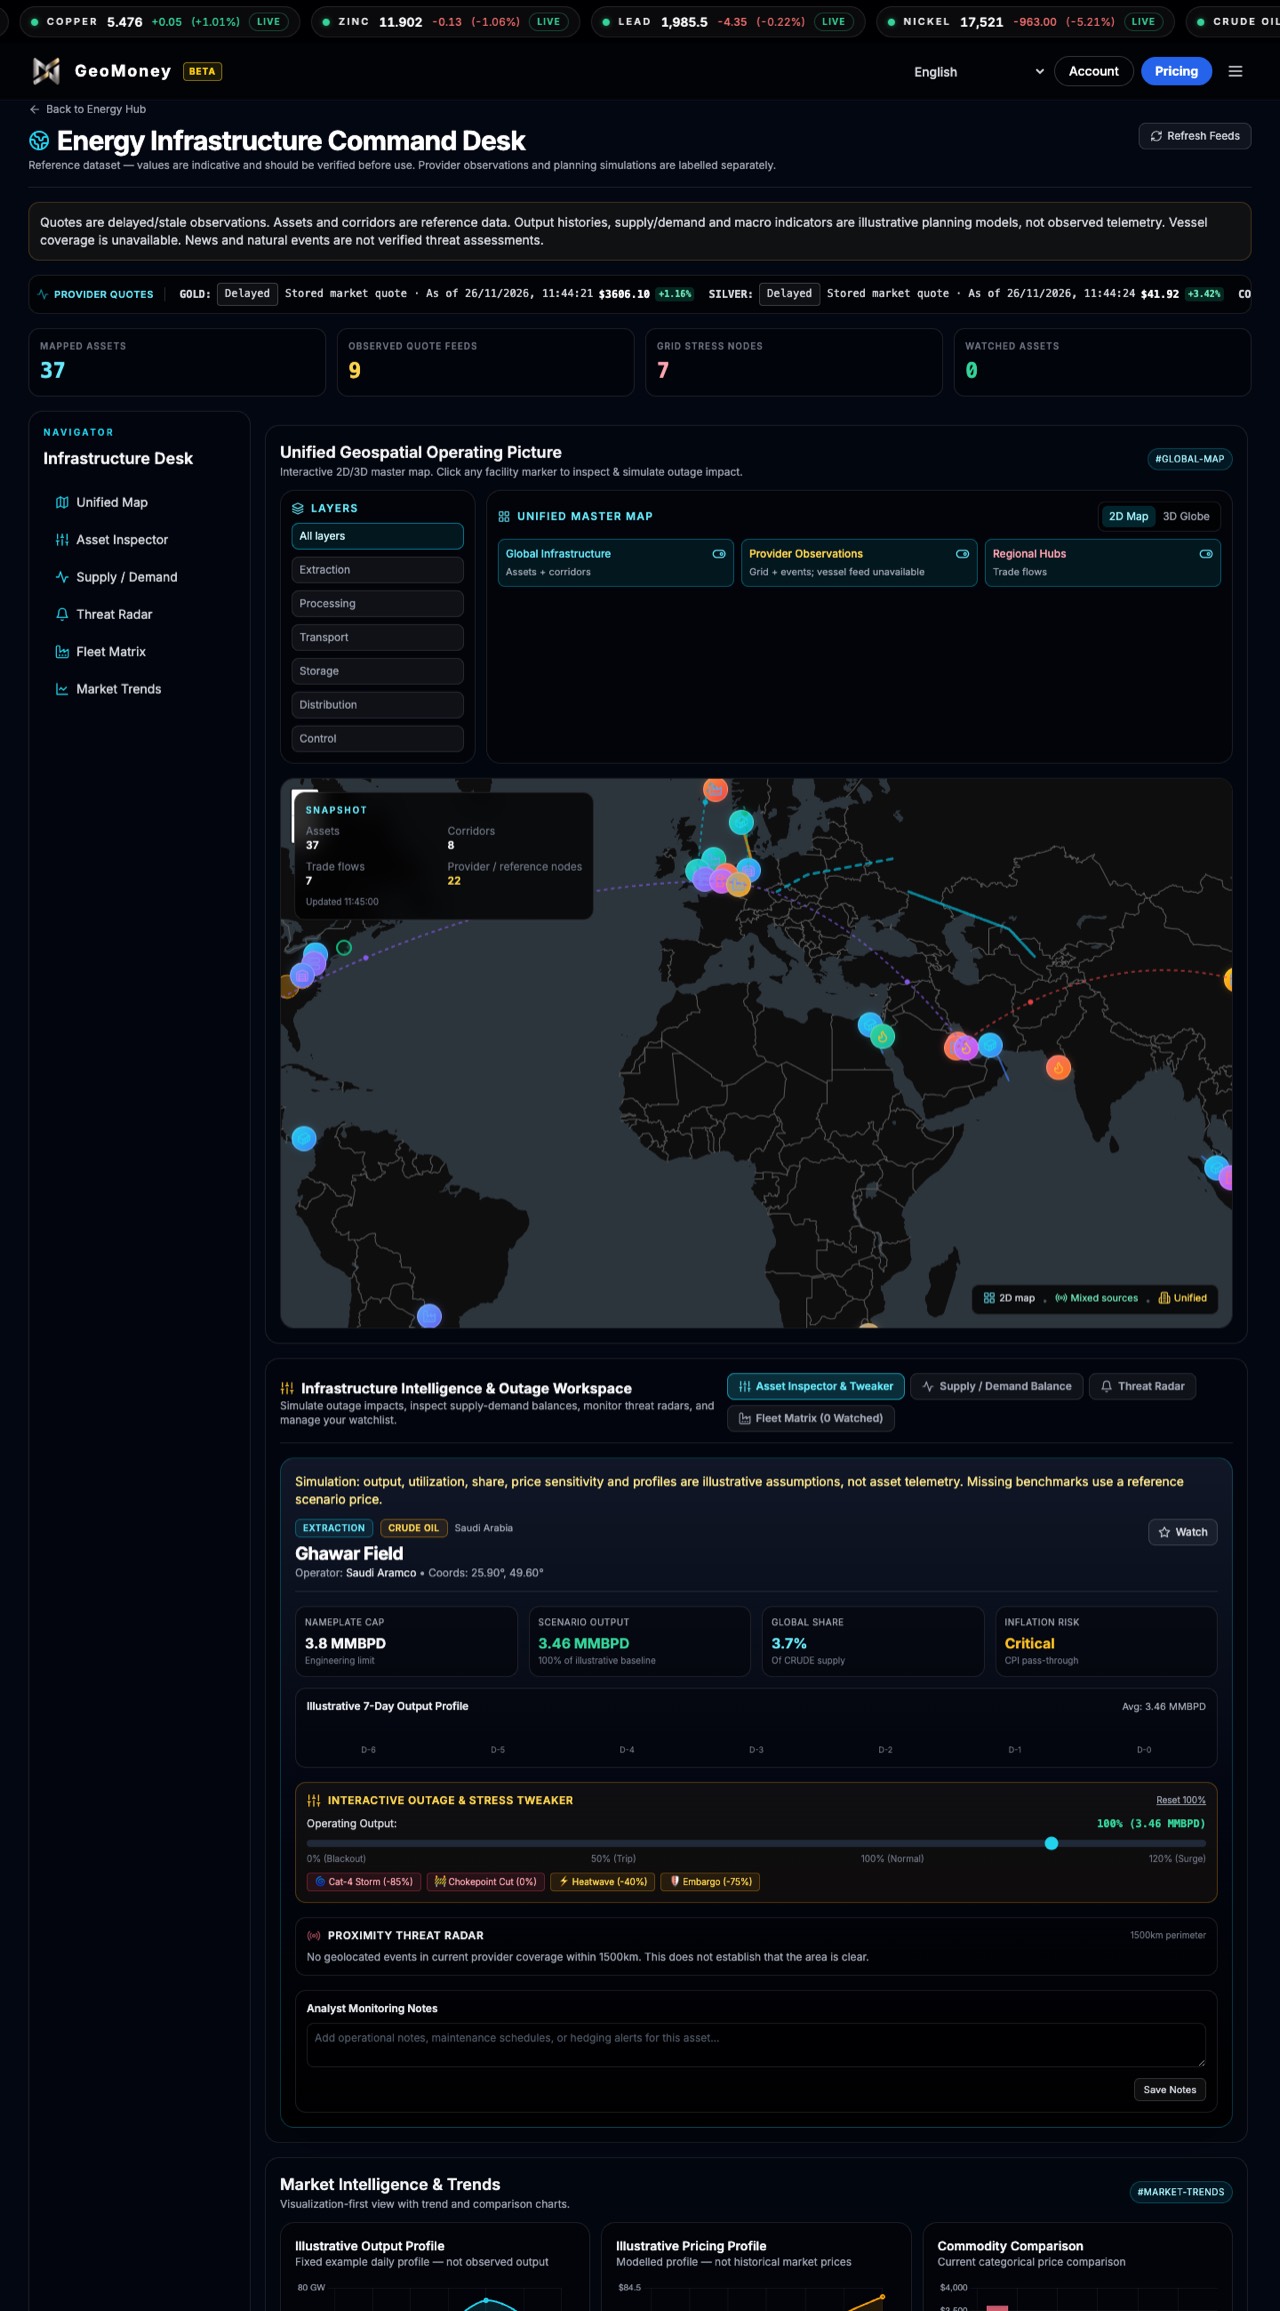 COPPER 5.476 +0.05 (+1.01%) LIVE ZINC 11.902 -0.13 (-1.06%) LIVE LEAD 1,985.5 -4.35 (-0.22%) LIVE NICKEL 17,521 -963.00 (-5.21%) LIVE CRUDE OIL
GeoMoney BETA English Account Pricing
Back to Energy Hub
Energy Infrastructure Command Desk Refresh Feeds
Reference dataset — values are indicative and should be verified before use. Provider observations and planning simulations are labelled separately.
Quotes are delayed/stale observations. Assets and corridors are reference data. Output histories, supply/demand and macro indicators are illustrative planning models, not observed telemetry. Vessel
coverage is unavailable. News and natural events are not verified threat assessments.
PROVIDER QUOTES GOLD: Delayed Stored market quote · As of 26/11/2026, 11:44:21 $3606.10 +1.16% SILVER: Delayed Stored market quote · As of 26/11/2026, 11:44:24 $41.92 +3.42% CO
MAPPED ASSETS OBSERVED QUOTE FEEDS GRID STRESS NODES WATCHED ASSETS
37 9 7 0
NAVIGATOR
Infrastructure Desk
Unified Map
Asset Inspector
Supply / Demand
Threat Radar
Fleet Matrix
Market Trends
Unified Geospatial Operating Picture
Interactive 2D/3D master map. Click any facility marker to inspect & simulate outage impact.
#GLOBAL-MAP
LAYERS
All layers
Extraction
Processing
Transport
Storage
Distribution
Control
UNIFIED MASTER MAP 2D Map 3D Globe
Global Infrastructure Provider Observations Regional Hubs
Assets + corridors Grid + events; vessel feed unavailable Trade flows
SNAPSHOT
Assets Corridors
37 8
Trade flows Provider / reference nodes
7 22
Updated 11:45:00
2D map Mixed sources Unified
Infrastructure Intelligence & Outage Workspace
Simulate outage impacts, inspect supply-demand balances, monitor threat radars, and
manage your watchlist.
Asset Inspector & Tweaker Supply / Demand Balance Threat Radar
Fleet Matrix (0 Watched)
Simulation: output, utilization, share, price sensitivity and profiles are illustrative assumptions, not asset telemetry. Missing benchmarks use a reference
scenario price.
EXTRACTION CRUDE OIL Saudi Arabia Watch
Ghawar Field
Operator: Saudi Aramco • Coords: 25.90°, 49.60°
NAMEPLATE CAP SCENARIO OUTPUT GLOBAL SHARE INFLATION RISK
3.8 MMBPD 3.46 MMBPD 3.7% Critical
Engineering limit 100% of illustrative baseline Of CRUDE supply CPI pass-through
Illustrative 7-Day Output Profile Avg: 3.46 MMBPD
D-6 D-5 D-4 D-3 D-2 D-1 D-0
INTERACTIVE OUTAGE & STRESS TWEAKER Reset 100%
Operating Output: 100% (3.46 MMBPD)
0% (Blackout) 50% (Trip) 100% (Normal) 120% (Surge)
Cat-4 Storm (-85%) Chokepoint Cut (0%) Heatwave (-40%) Embargo (-75%)
PROXIMITY THREAT RADAR 1500km perimeter
No geolocated events in current provider coverage within 1500km. This does not establish that the area is clear.
Analyst Monitoring Notes
Add operational notes, maintenance schedules, or hedging alerts for this asset...
Save Notes
Market Intelligence & Trends
Visualization-first view with trend and comparison charts.
#MARKET-TRENDS
Illustrative Output Profile Illustrative Pricing Profile Commodity Comparison
Fixed example daily profile — not observed output Modelled profile — not historical market prices Current categorical price comparison
80 GW $84.5 $4,000